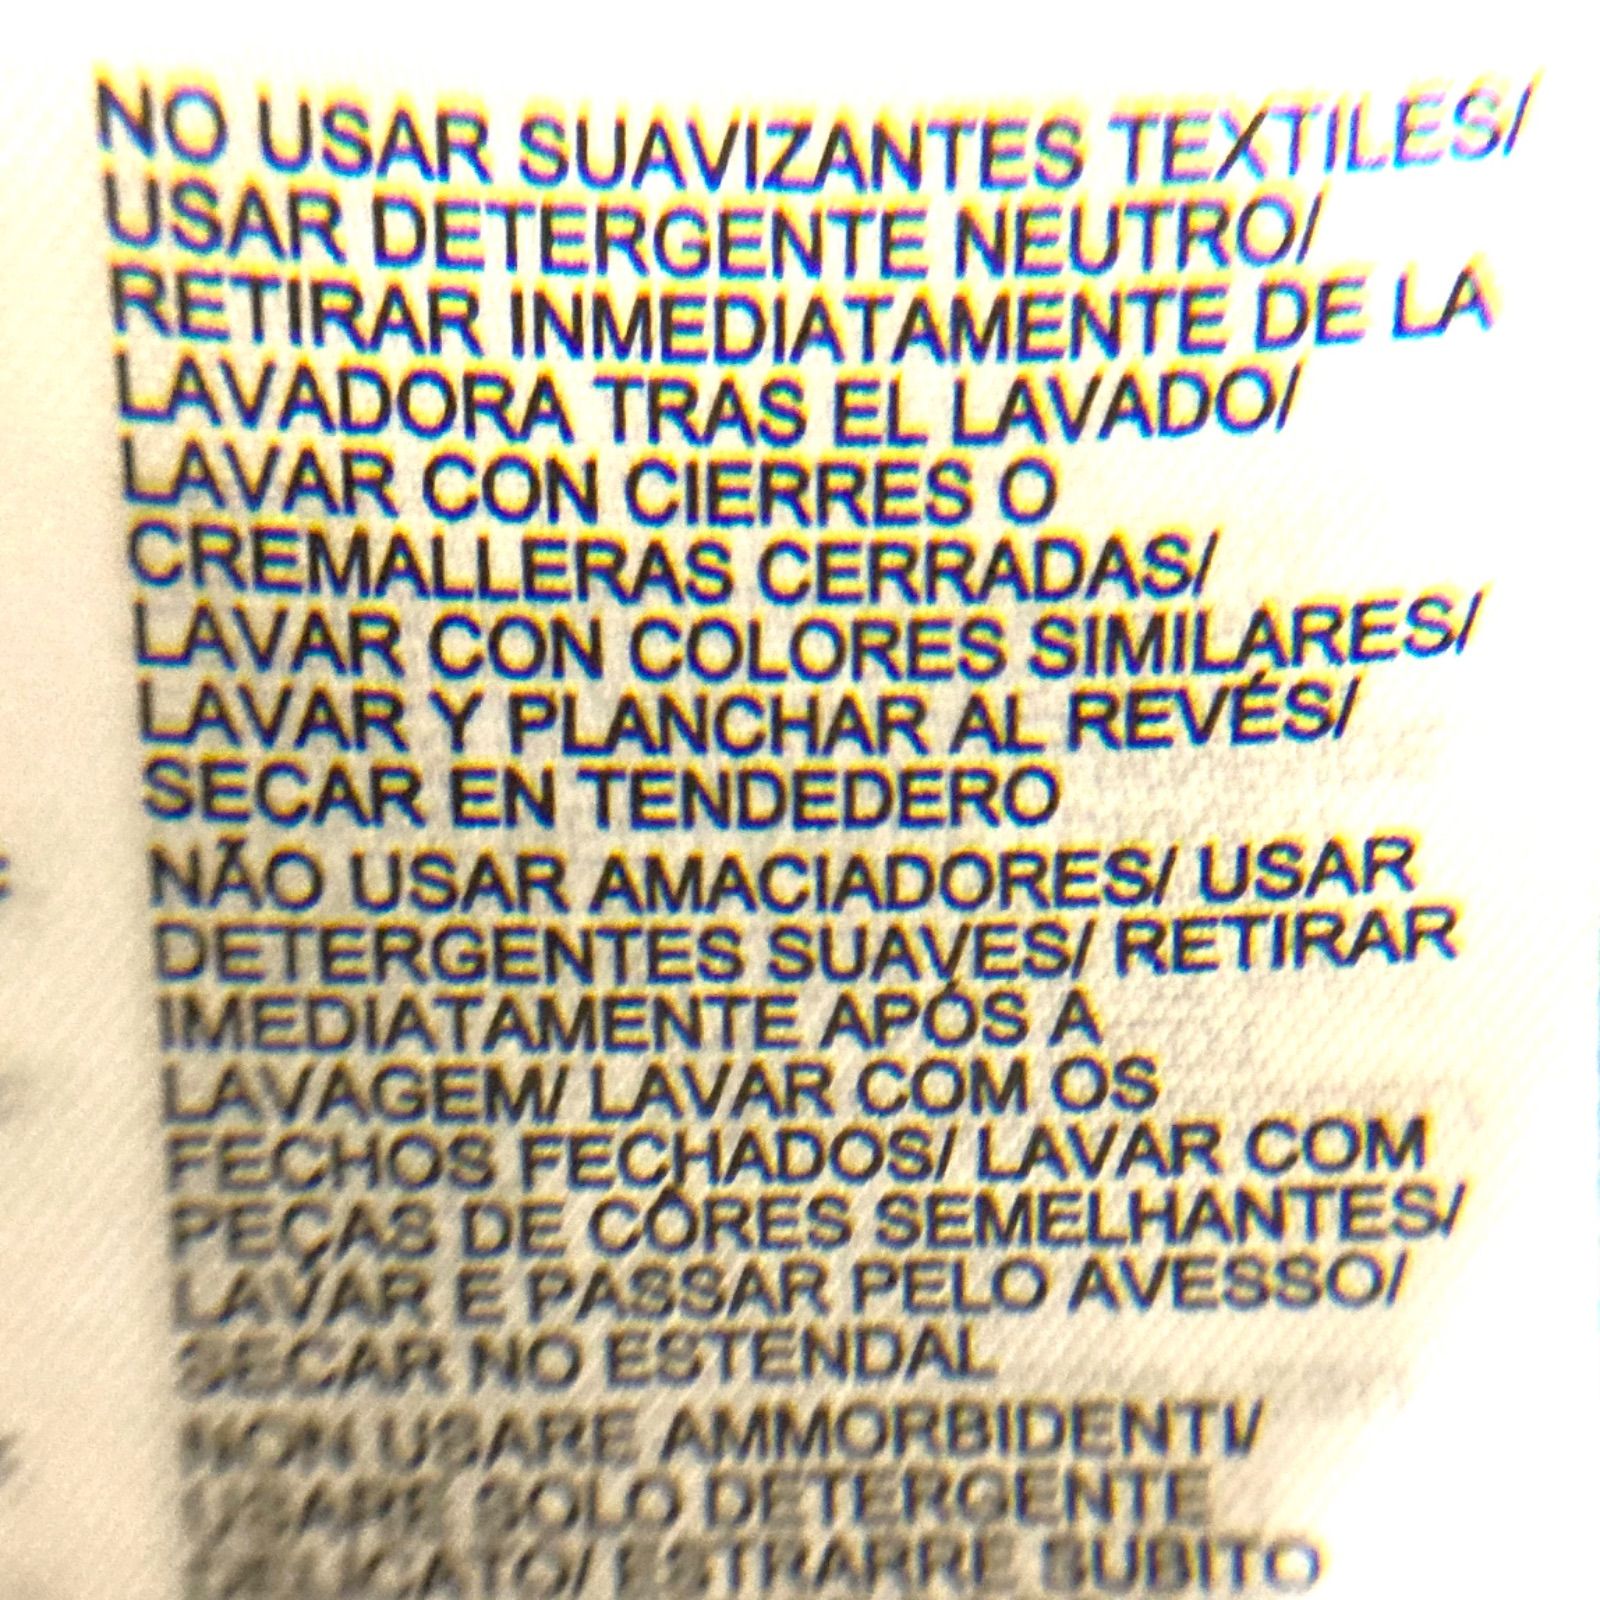 NO USAR SUAVIZANTES TEXTILES/
USAR DETERGENTE NEUTRO/
RETIRAR INMEDIATAMENTE DE LA
LAVADORA TRAS EL LAVADO/
LAVAR CON CIERRES O
CREMALLERAS CERRADAS/
LAVAR CON COLORES SIMILARES/
LAVAR Y PLANCHAR AL REVÉS/
SECAR EN TENDEDERO
NÃO USAR AMACIADORES/ USAR
DETERGENTES SUAVES/ RETIRAR
IMEDIATAMENTE APÓS A
LAVAGEM/ LAVAR COM OS
FECHOS FECHADOS/ LAVAR COM
PEÇAS DE CÔRES SEMELHANTES/
LAVAR E PASSAR PELO AVESSO/
SECAR NO ESTENDAL
NON USARE AMMORBIDENTI/
USARE SOLO DETERGENTE
DELICATO/ ESTRARRE SUBITO